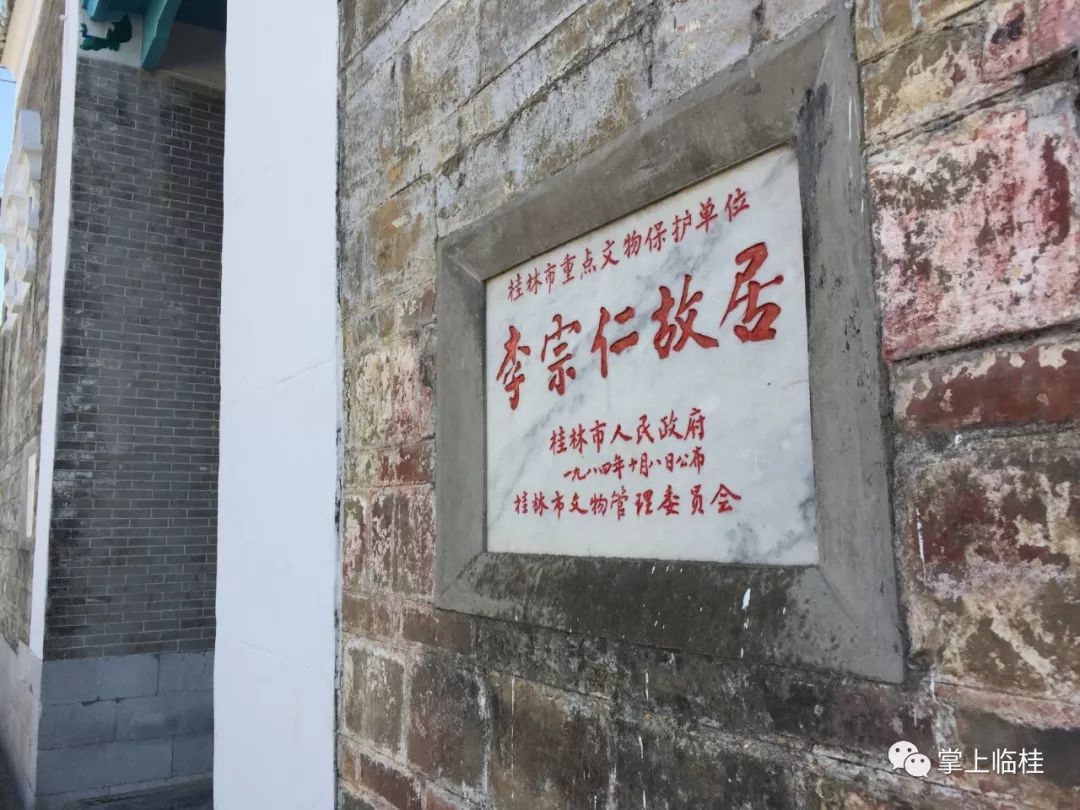 桂林市重点文物保护单位
李宗仁故居
桂林市人民政府
一九八四年十月八日公布
桂林市文物管理委员会
掌上临桂